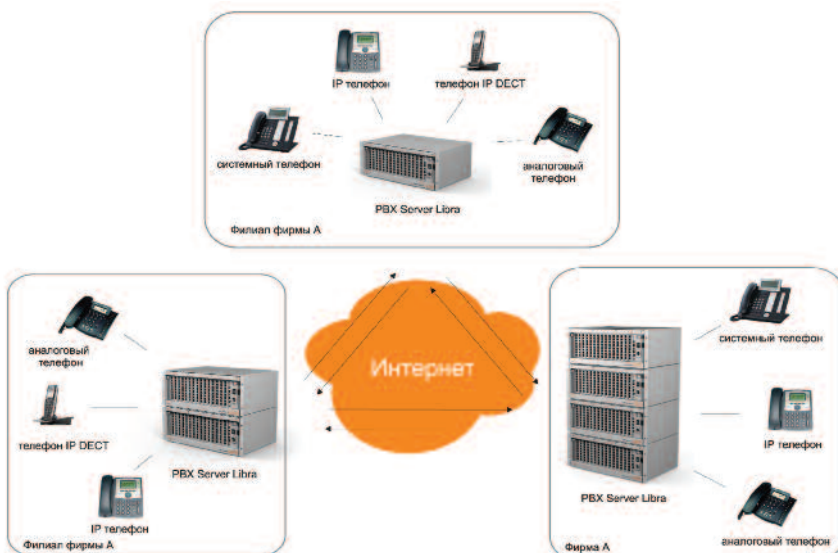 IP телефон
телефон IP DECT
системный телефон
аналоговый
телефон
PBX Server Libra
Филиал фирмы А
аналоговый
телефон
телефон IP DECT
IP телефон
PBX Server Libra
Филиал фирмы А
Интернет
системный телефон
IP телефон
PBX Server Libra
аналоговый телефон
Фирма А